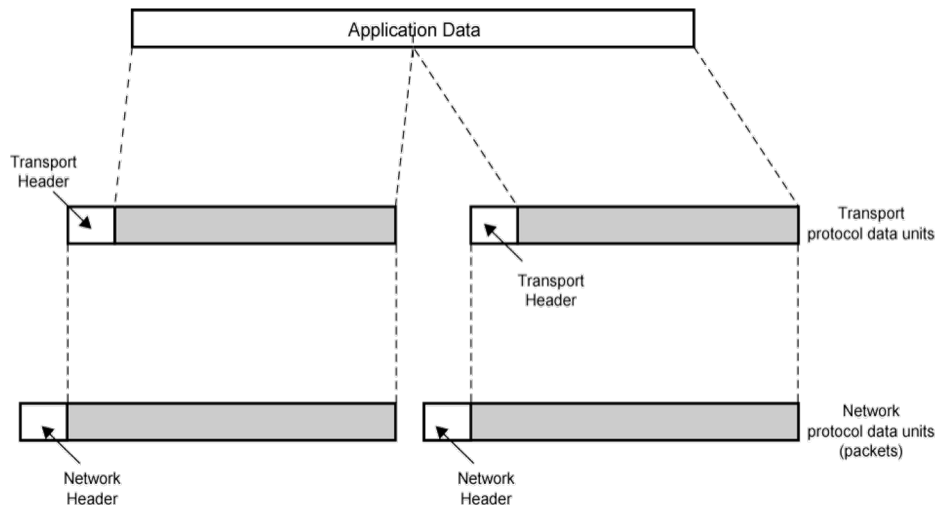 Application Data
Transport
Header
Transport
protocol data units
Transport
Header
Network
protocol data units
(packets)
Network
Header
Network
Header